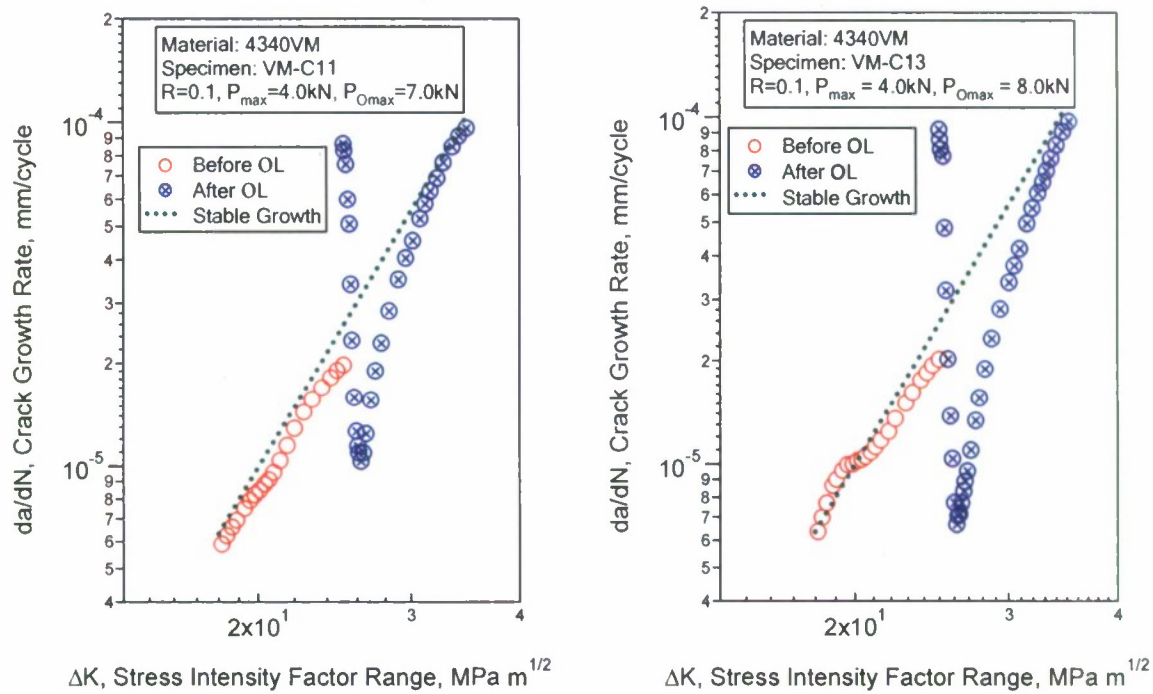 2
Material: 4340VM
Specimen: VM-C11
R=0.1, Pmax=4.0kN, POmax=7.0kN
10-4
9
8
7
6
5
4
3
2
10-5
9
8
7
6
5
4
Before OL
After OL
Stable Growth
da/dN, Crack Growth Rate, mm/cycle
2x10¹
3
4
ΔK, Stress Intensity Factor Range, MPa m1/2
2
Material: 4340VM
Specimen: VM-C13
R=0.1, Pmax = 4.0kN, POmax = 8.0kN
10-4
9
8
7
6
5
4
3
2
10-5
9
8
7
6
5
4
Before OL
After OL
Stable Growth
da/dN, Crack Growth Rate, mm/cycle
2x10¹
3
4
ΔK, Stress Intensity Factor Range, MPa m1/2